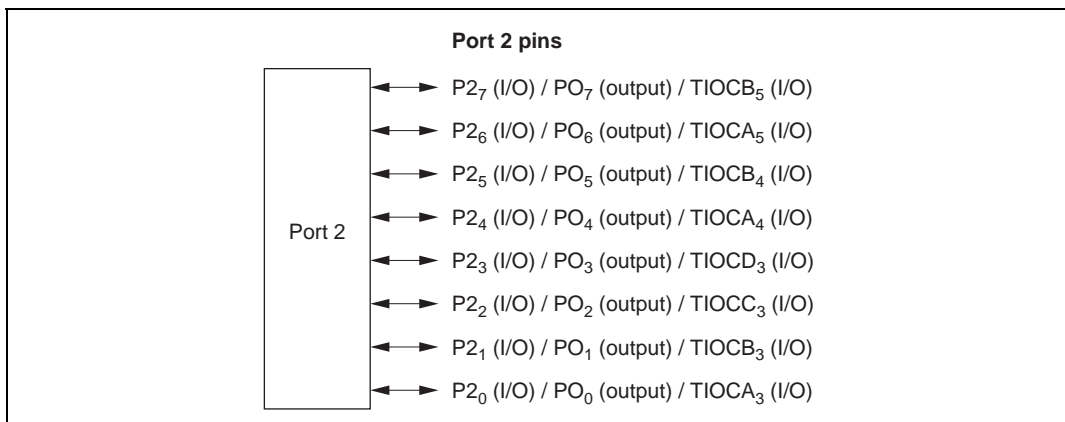 Port 2 pins
P2₇ (I/O) / PO₇ (output) / TIOCB₅ (I/O)
P2₆ (I/O) / PO₆ (output) / TIOCA₅ (I/O)
P2₅ (I/O) / PO₅ (output) / TIOCB₄ (I/O)
P2₄ (I/O) / PO₄ (output) / TIOCA₄ (I/O)
Port 2
P2₃ (I/O) / PO₃ (output) / TIOCD₃ (I/O)
P2₂ (I/O) / PO₂ (output) / TIOCC₃ (I/O)
P2₁ (I/O) / PO₁ (output) / TIOCB₃ (I/O)
P2₀ (I/O) / PO₀ (output) / TIOCA₃ (I/O)